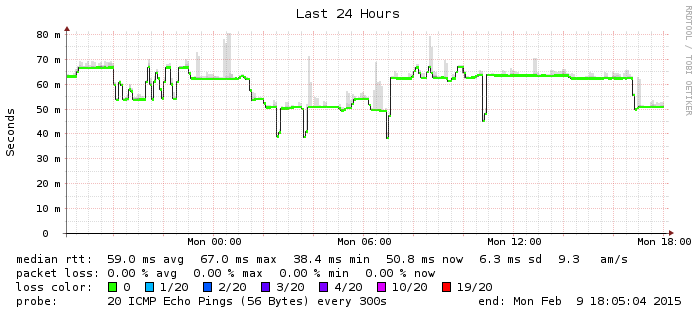 Last 24 Hours
RRDTOOL / TOBI OETIKER
Seconds
80 m
70 m
60 m
50 m
40 m
30 m
20 m
10 m
0
Mon 00:00 Mon 06:00 Mon 12:00 Mon 18:00
median rtt: 59.0 ms avg 67.0 ms max 38.4 ms min 50.8 ms now 6.3 ms sd 9.3 am/s
packet loss: 0.00 % avg 0.00 % max 0.00 % min 0.00 % now
loss color: 0 1/20 2/20 3/20 4/20 10/20 19/20
probe: 20 ICMP Echo Pings (56 Bytes) every 300s end: Mon Feb 9 18:05:04 2015